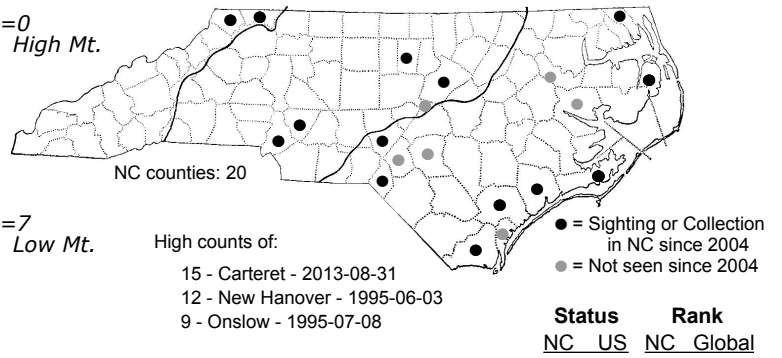 =0
High Mt.
NC counties: 20
=7
Low Mt.
High counts of:
15 - Carteret - 2013-08-31
12 - New Hanover - 1995-06-03
9 - Onslow - 1995-07-08
= Sighting or Collection
in NC since 2004
= Not seen since 2004
Status Rank
NC US NC Global